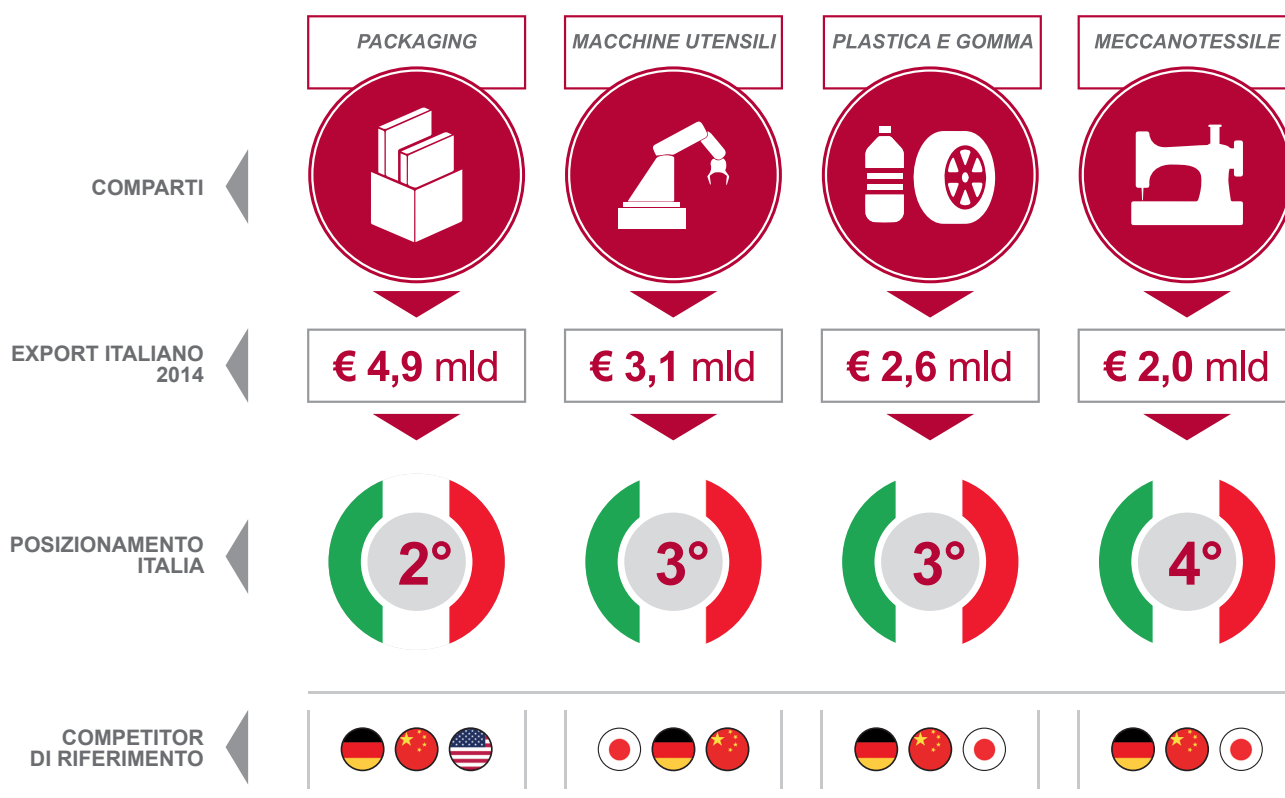 PACKAGING
MACCHINE UTENSILI
PLASTICA E GOMMA
MECCANOTESSILE
COMPARTI
EXPORT ITALIANO
2014
€ 4,9 mld
€ 3,1 mld
€ 2,6 mld
€ 2,0 mld
POSIZIONAMENTO
ITALIA
2°
3°
3°
4°
COMPETITOR
DI RIFERIMENTO